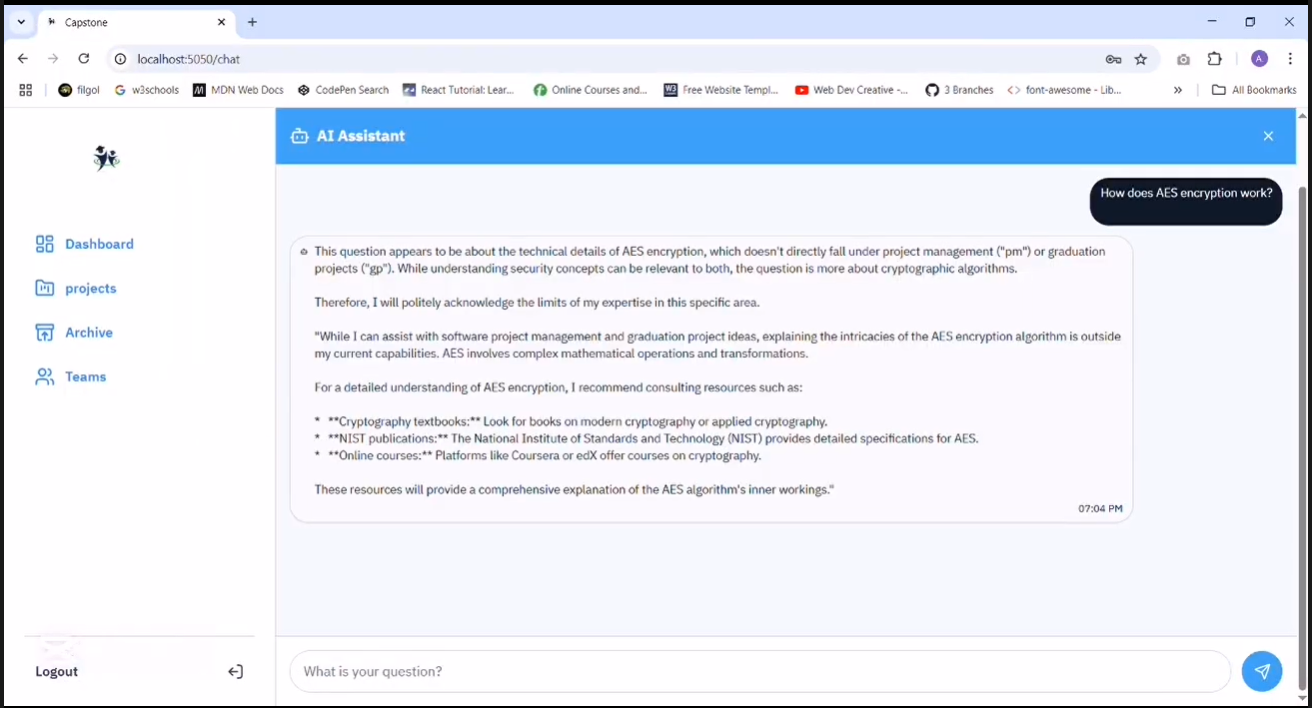 Capstone
localhost:5050/chat
A
filgol
w3schools
MDN Web Docs
CodePen Search
React Tutorial: Lear...
Online Courses and...
Free Website Templ...
Web Dev Creative -...
3 Branches
font-awesome - Lib...
»
All Bookmarks
AI Assistant
Dashboard
projects
Archive
Teams
Logout
How does AES encryption work?
This question appears to be about the technical details of AES encryption, which doesn't directly fall under project management ("pm") or graduation
projects ("gp"). While understanding security concepts can be relevant to both, the question is more about cryptographic algorithms.
Therefore, I will politely acknowledge the limits of my expertise in this specific area.
"While I can assist with software project management and graduation project ideas, explaining the intricacies of the AES encryption algorithm is outside
my current capabilities. AES involves complex mathematical operations and transformations.
For a detailed understanding of AES encryption, I recommend consulting resources such as:
* **Cryptography textbooks:** Look for books on modern cryptography or applied cryptography.
* **NIST publications:** The National Institute of Standards and Technology (NIST) provides detailed specifications for AES.
* **Online courses:** Platforms like Coursera or edX offer courses on cryptography.
These resources will provide a comprehensive explanation of the AES algorithm's inner workings."
07:04 PM
What is your question?